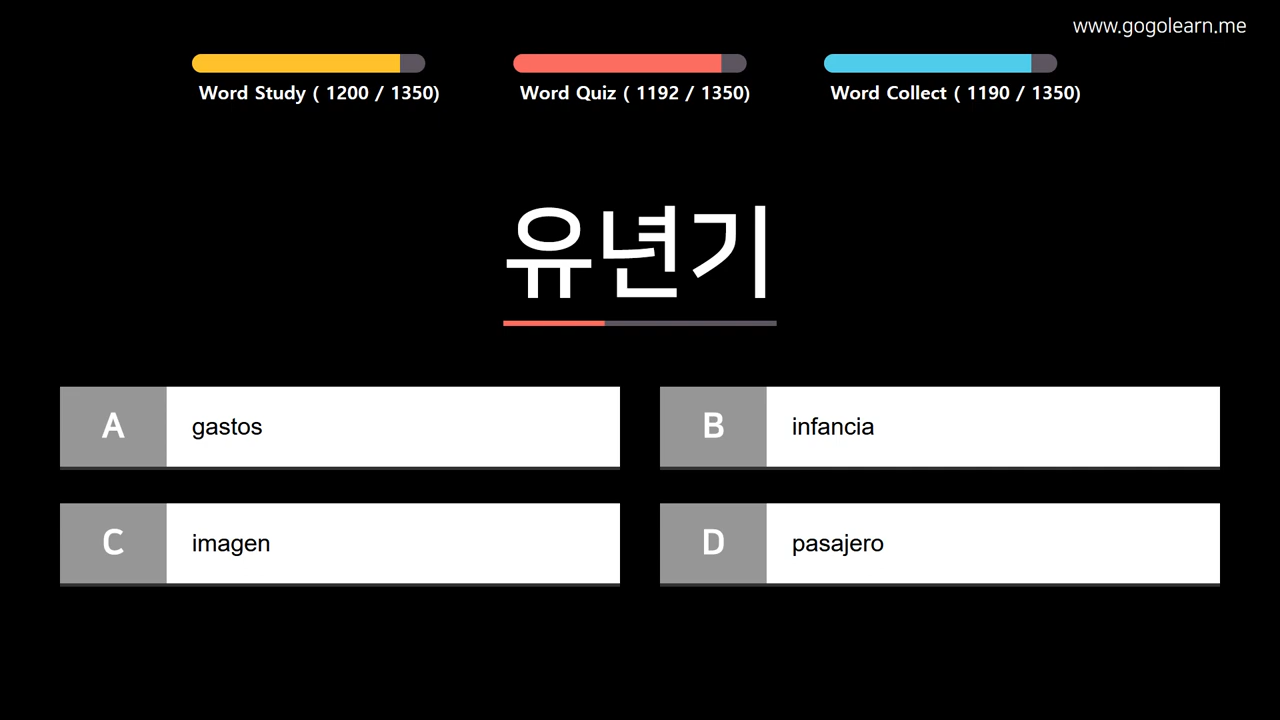 www.gogolearn.me
Word Study ( 1200 / 1350)
Word Quiz ( 1192 / 1350)
Word Collect ( 1190 / 1350)
유년기
A
gastos
B
infancia
C
imagen
D
pasajero